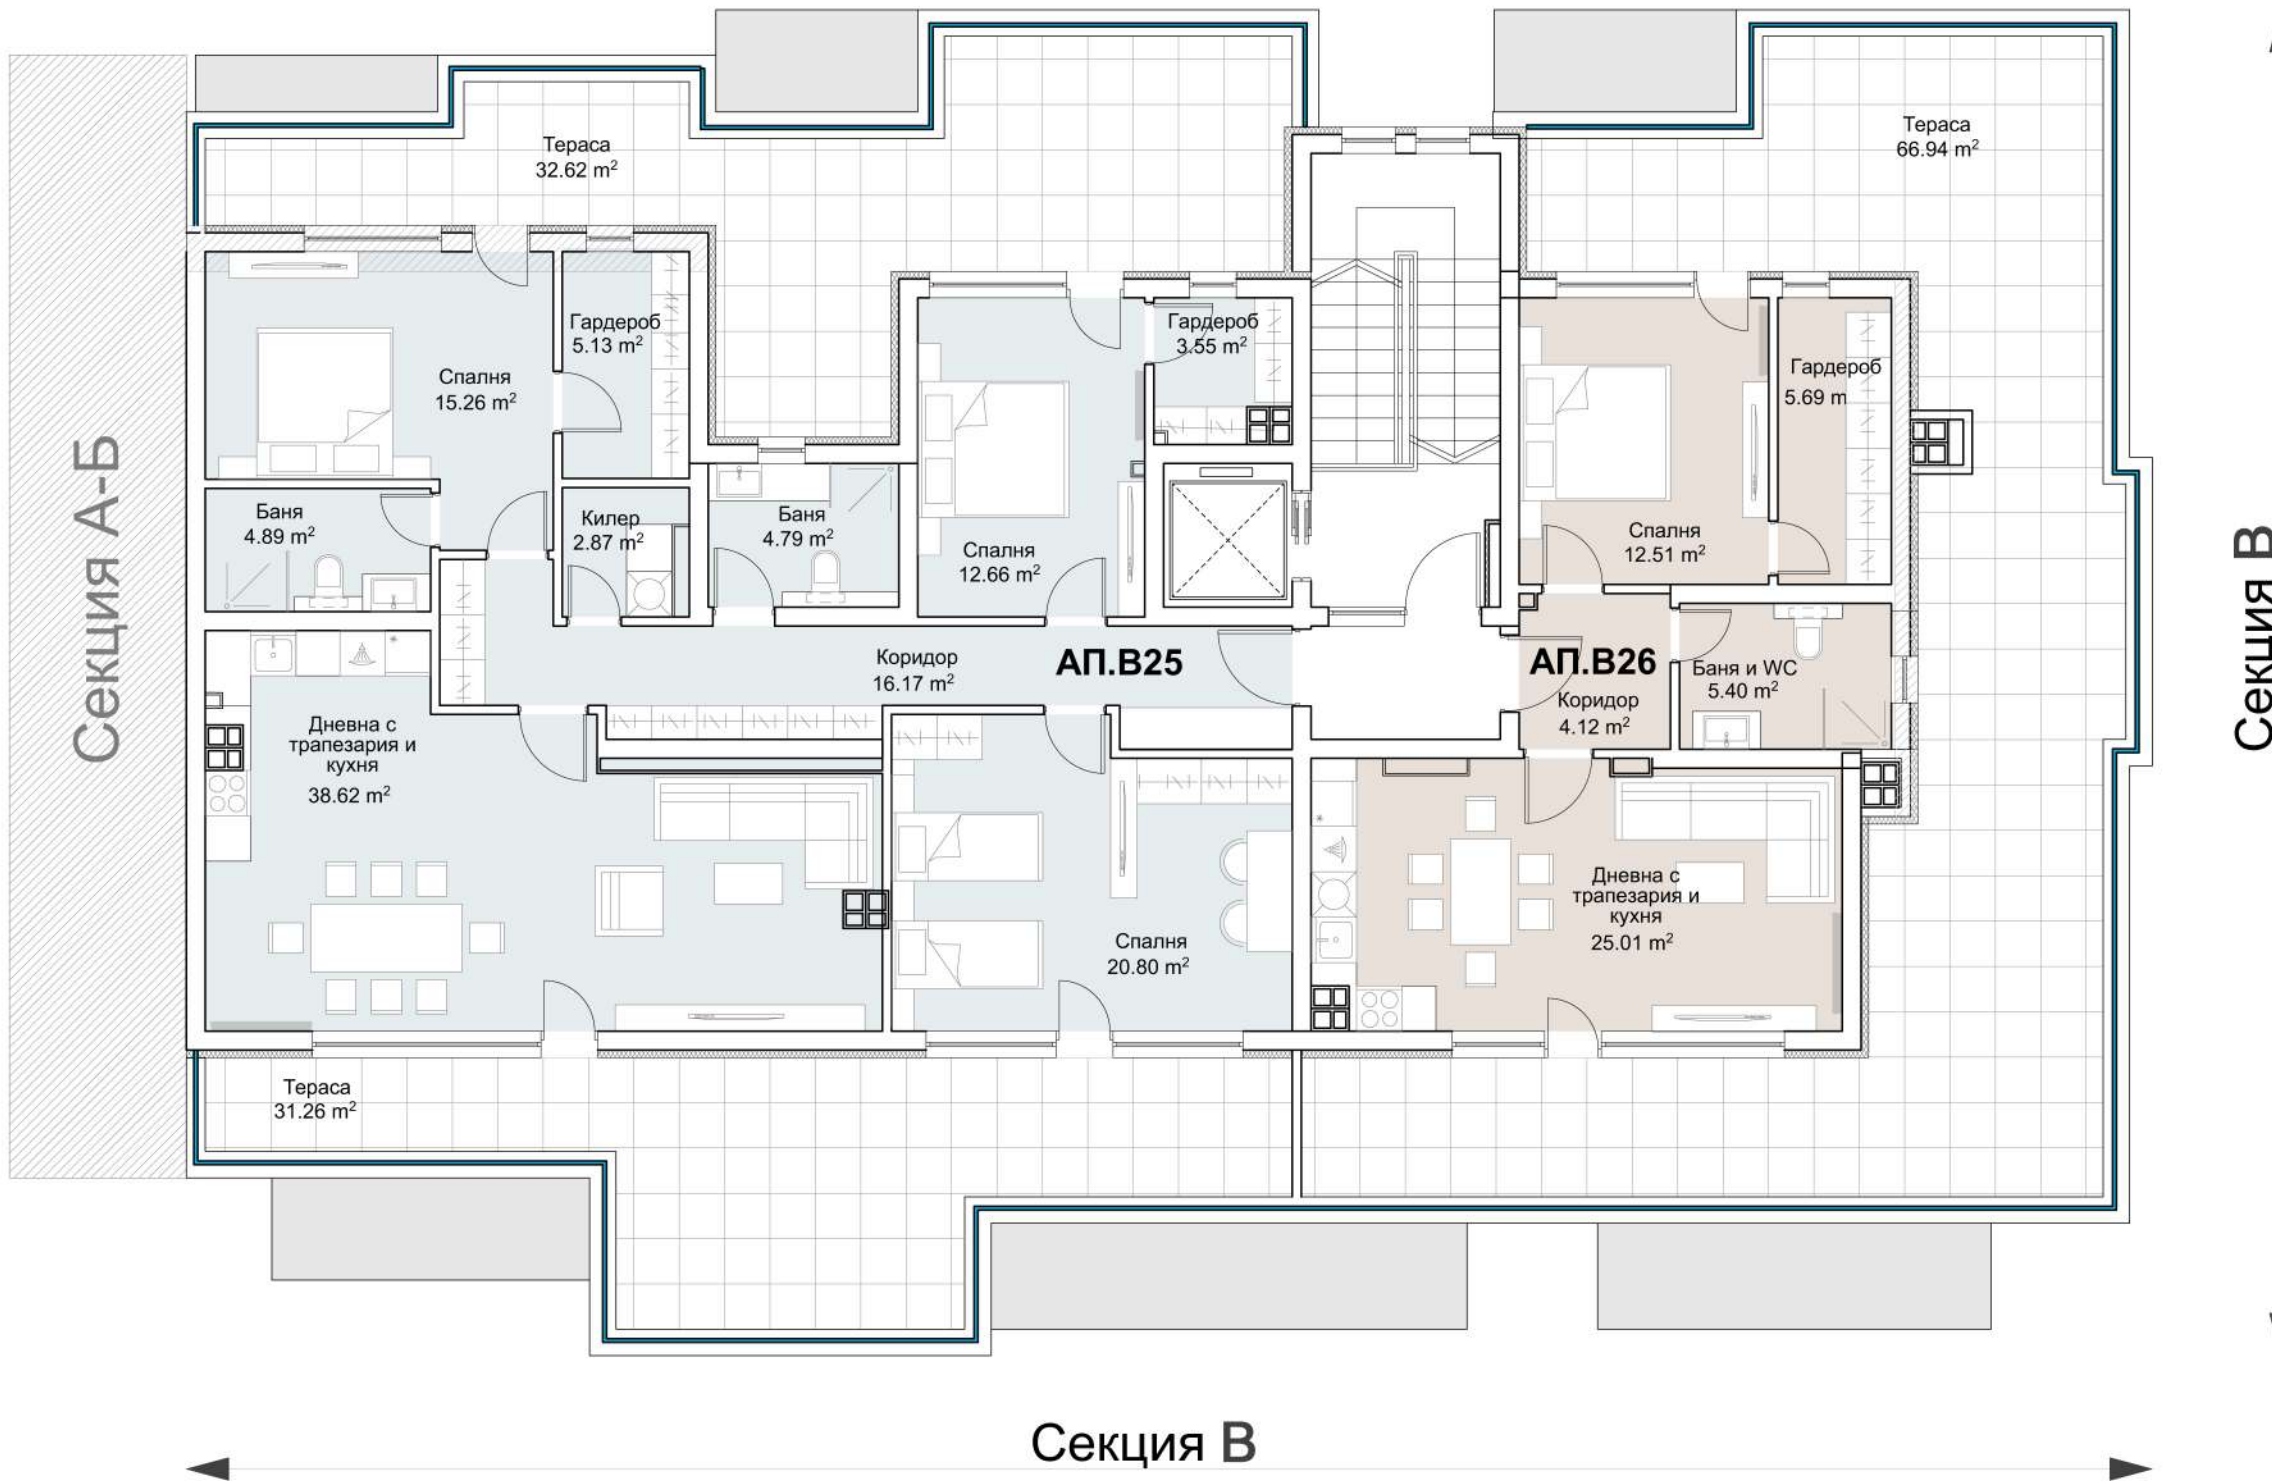 Тераса
32.62 m²
Тераса
66.94 m²
Гардероб
5.13 m²
Гардероб
3.55 m²
Спалня
15.26 m²
Гардероб
5.69 m
Баня
4.89 m²
Килер
2.87 m²
Баня
4.79 m²
Спалня
12.66 m²
Спалня
12.51 m²
Секция А-Б
Секция В
Коридор
16.17 m²
АП.В25
АП.В26
Коридор
4.12 m²
Баня и WC
5.40 m²
Дневна с
трапезария и
кухня
38.62 m²
Спалня
20.80 m²
Дневна с
трапезария и
кухня
25.01 m²
Тераса
31.26 m²
Секция В